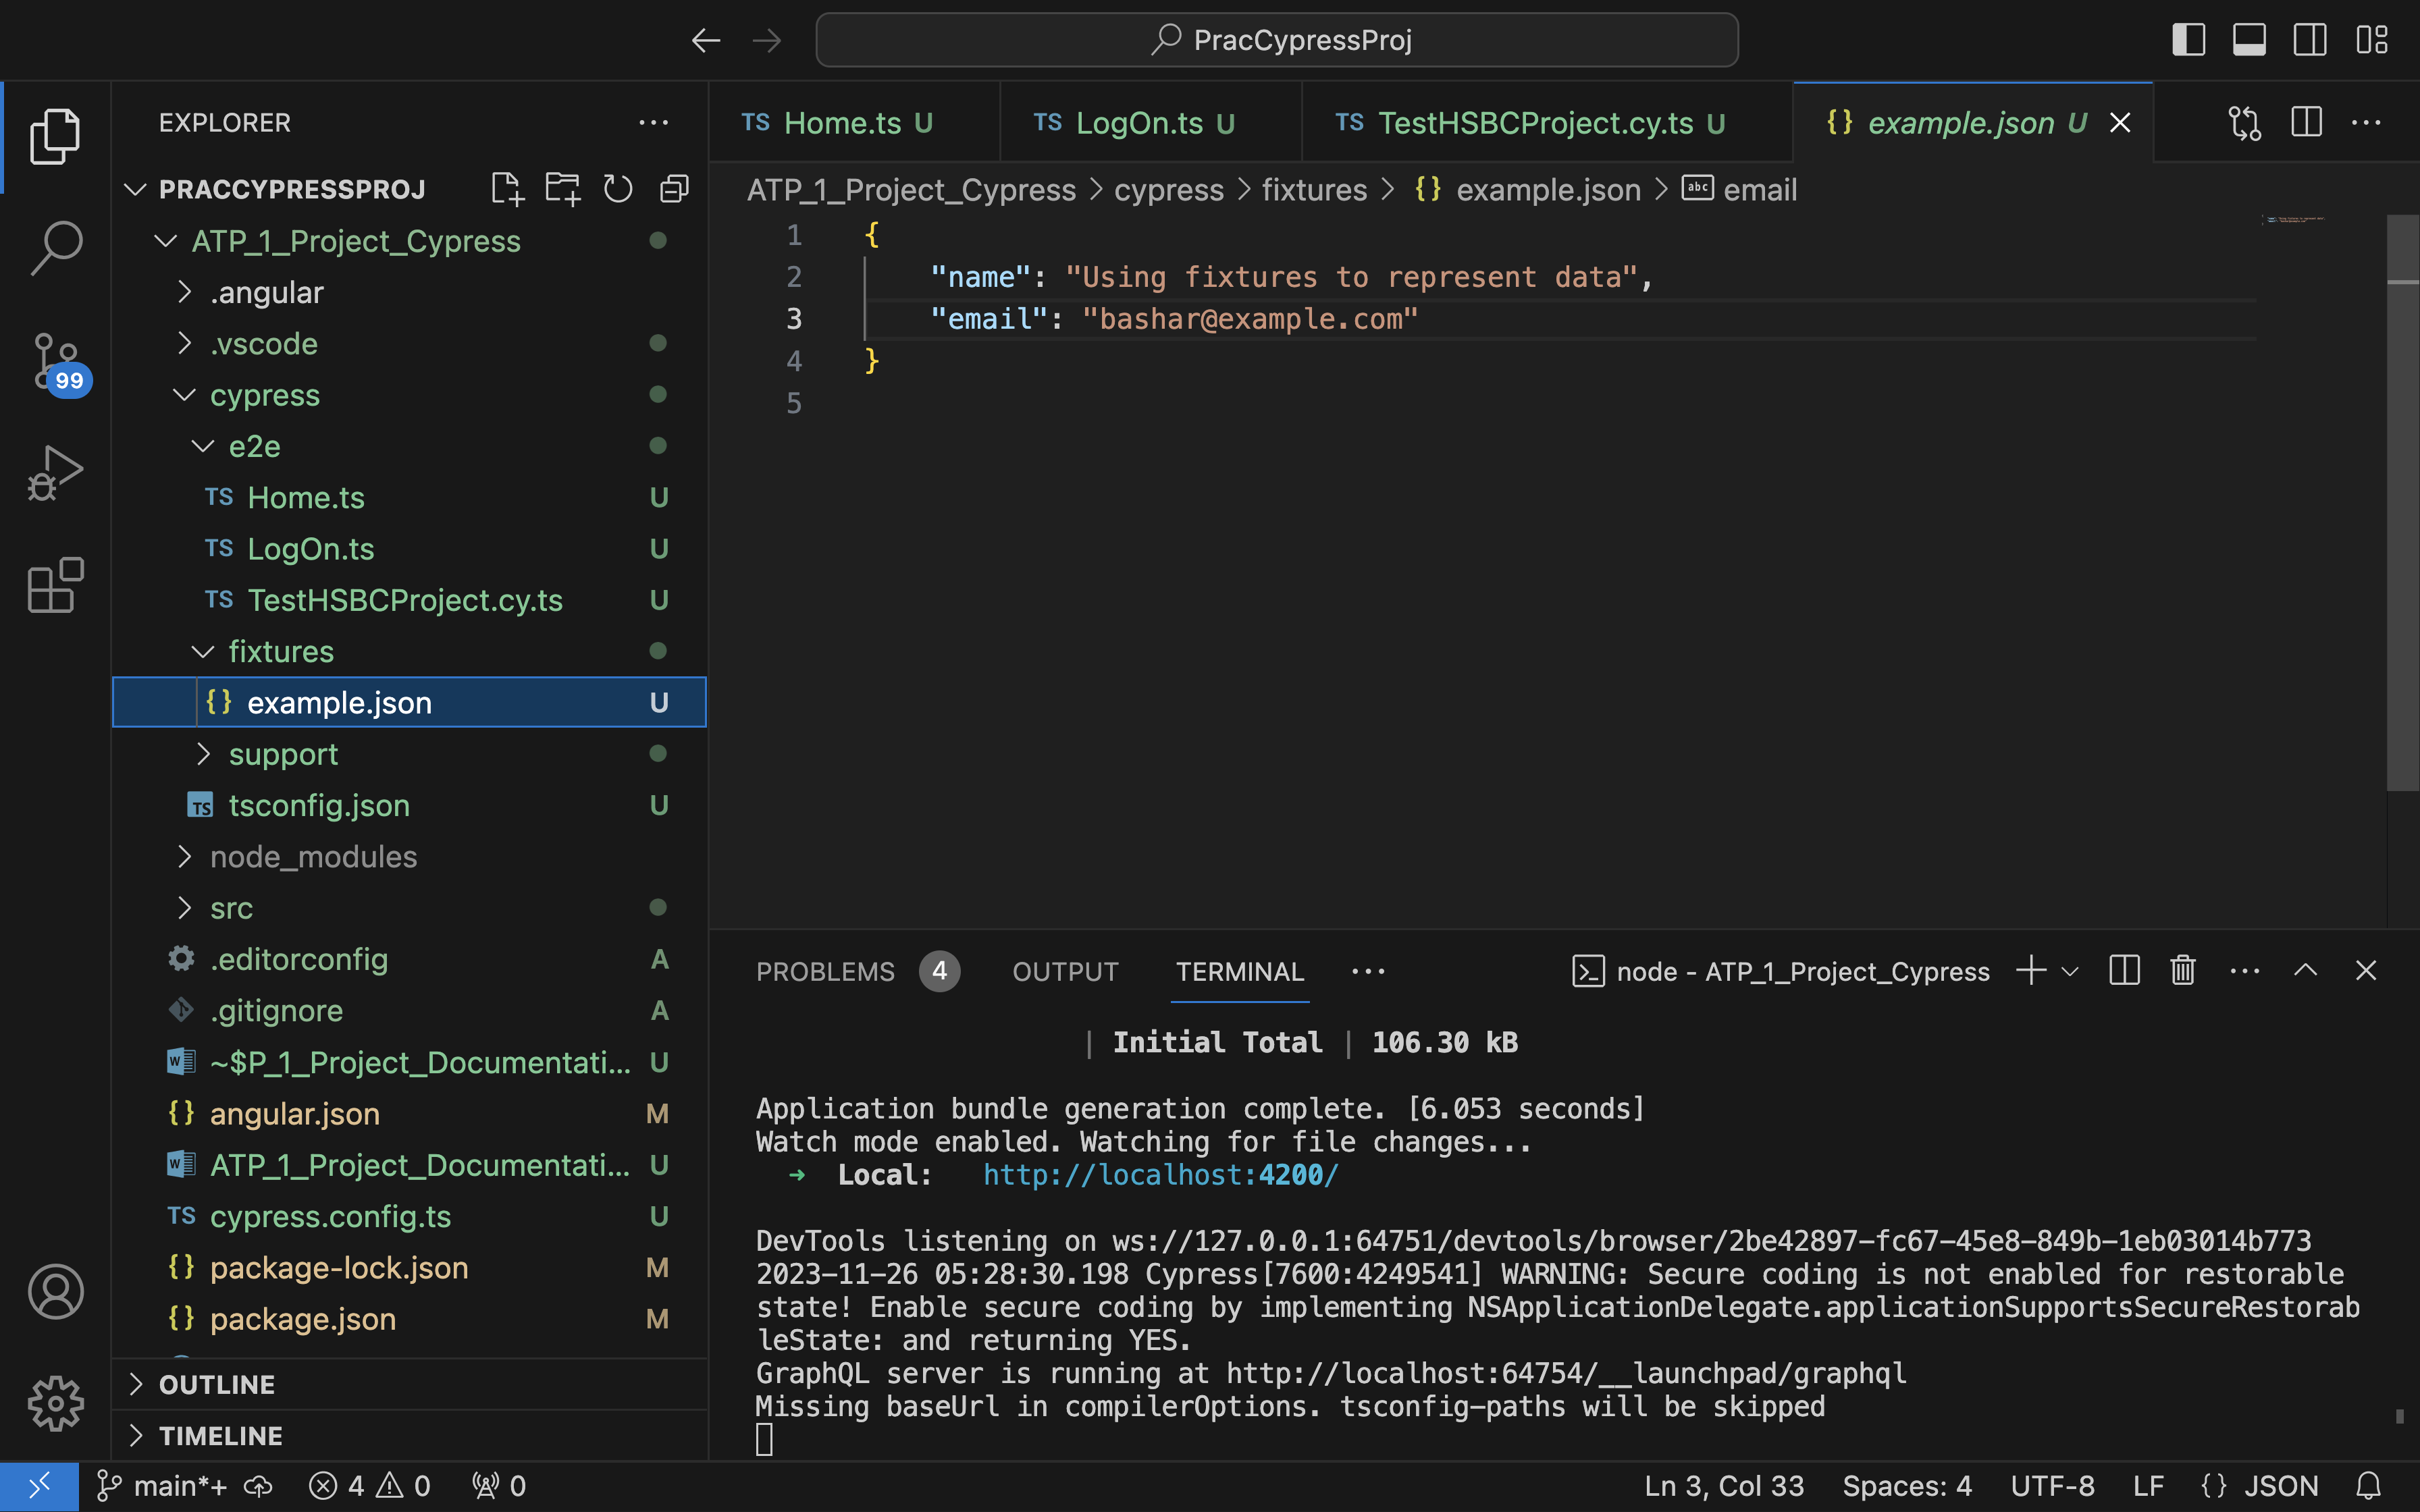 PracCypressProj
EXPLORER
PRACCYPRESSPROJ
ATP_1_Project_Cypress
.angular
.vscode
cypress
e2e
TS Home.ts U
TS LogOn.ts U
TS TestHSBCProject.cy.ts U
fixtures
{} example.json U
support
TS tsconfig.json U
node_modules
src
.editorconfig A
.gitignore A
W ~$P_1_Project_Documentati... U
{} angular.json M
W ATP_1_Project_Documentati... U
TS cypress.config.ts U
{} package-lock.json M
{} package.json M
OUTLINE
TIMELINE
99
TS Home.ts U
TS LogOn.ts U
TS TestHSBCProject.cy.ts U
{} example.json U
ATP_1_Project_Cypress > cypress > fixtures > {} example.json > abc email
1 {
2 "name": "Using fixtures to represent data",
3 "email": "bashar@example.com"
4 }
5
PROBLEMS 4 OUTPUT TERMINAL ... node - ATP_1_Project_Cypress
| Initial Total | 106.30 kB
Application bundle generation complete. [6.053 seconds]
Watch mode enabled. Watching for file changes...
➜ Local: http://localhost:4200/
DevTools listening on ws://127.0.0.1:64751/devtools/browser/2be42897-fc67-45e8-849b-1eb03014b773
2023-11-26 05:28:30.198 Cypress[7600:4249541] WARNING: Secure coding is not enabled for restorable
state! Enable secure coding by implementing NSApplicationDelegate.applicationSupportsSecureRestorab
leState: and returning YES.
GraphQL server is running at http://localhost:64754/__launchpad/graphql
Missing baseUrl in compilerOptions. tsconfig-paths will be skipped
main*+ 4 0 0 Ln 3, Col 33 Spaces: 4 UTF-8 LF {} JSON